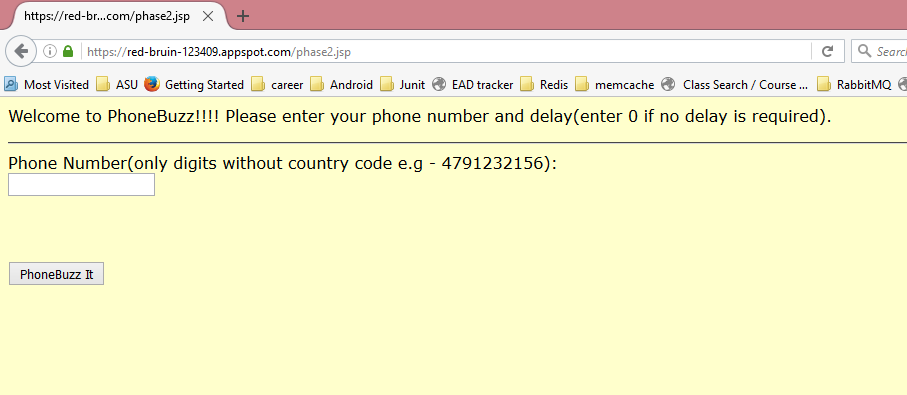 https://red-br...com/phase2.jsp
https://red-bruin-123409.appspot.com/phase2.jsp
Most Visited ASU Getting Started career Android Junit EAD tracker Redis memcache Class Search / Course ... RabbitMQ
Welcome to PhoneBuzz!!!! Please enter your phone number and delay(enter 0 if no delay is required).
Phone Number(only digits without country code e.g - 4791232156):
PhoneBuzz It